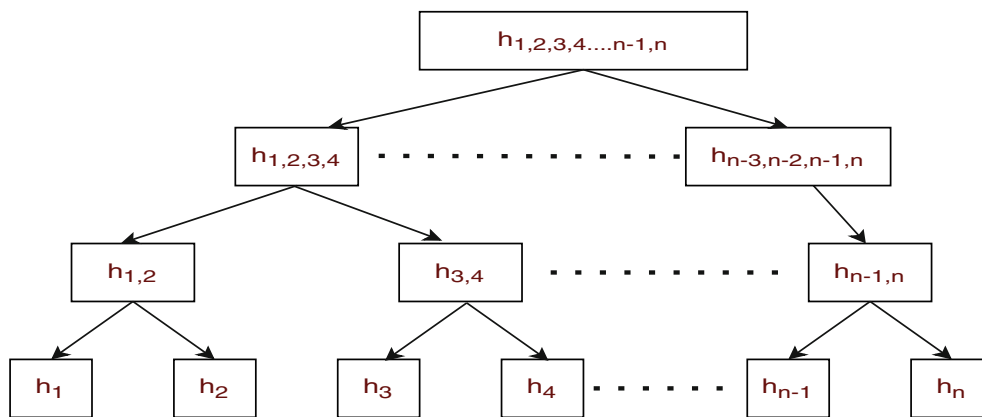 h1,2,3,4....n-1,n
h1,2,3,4
hn-3,n-2,n-1,n
h1,2
h3,4
hn-1,n
h1
h2
h3
h4
hn-1
hn